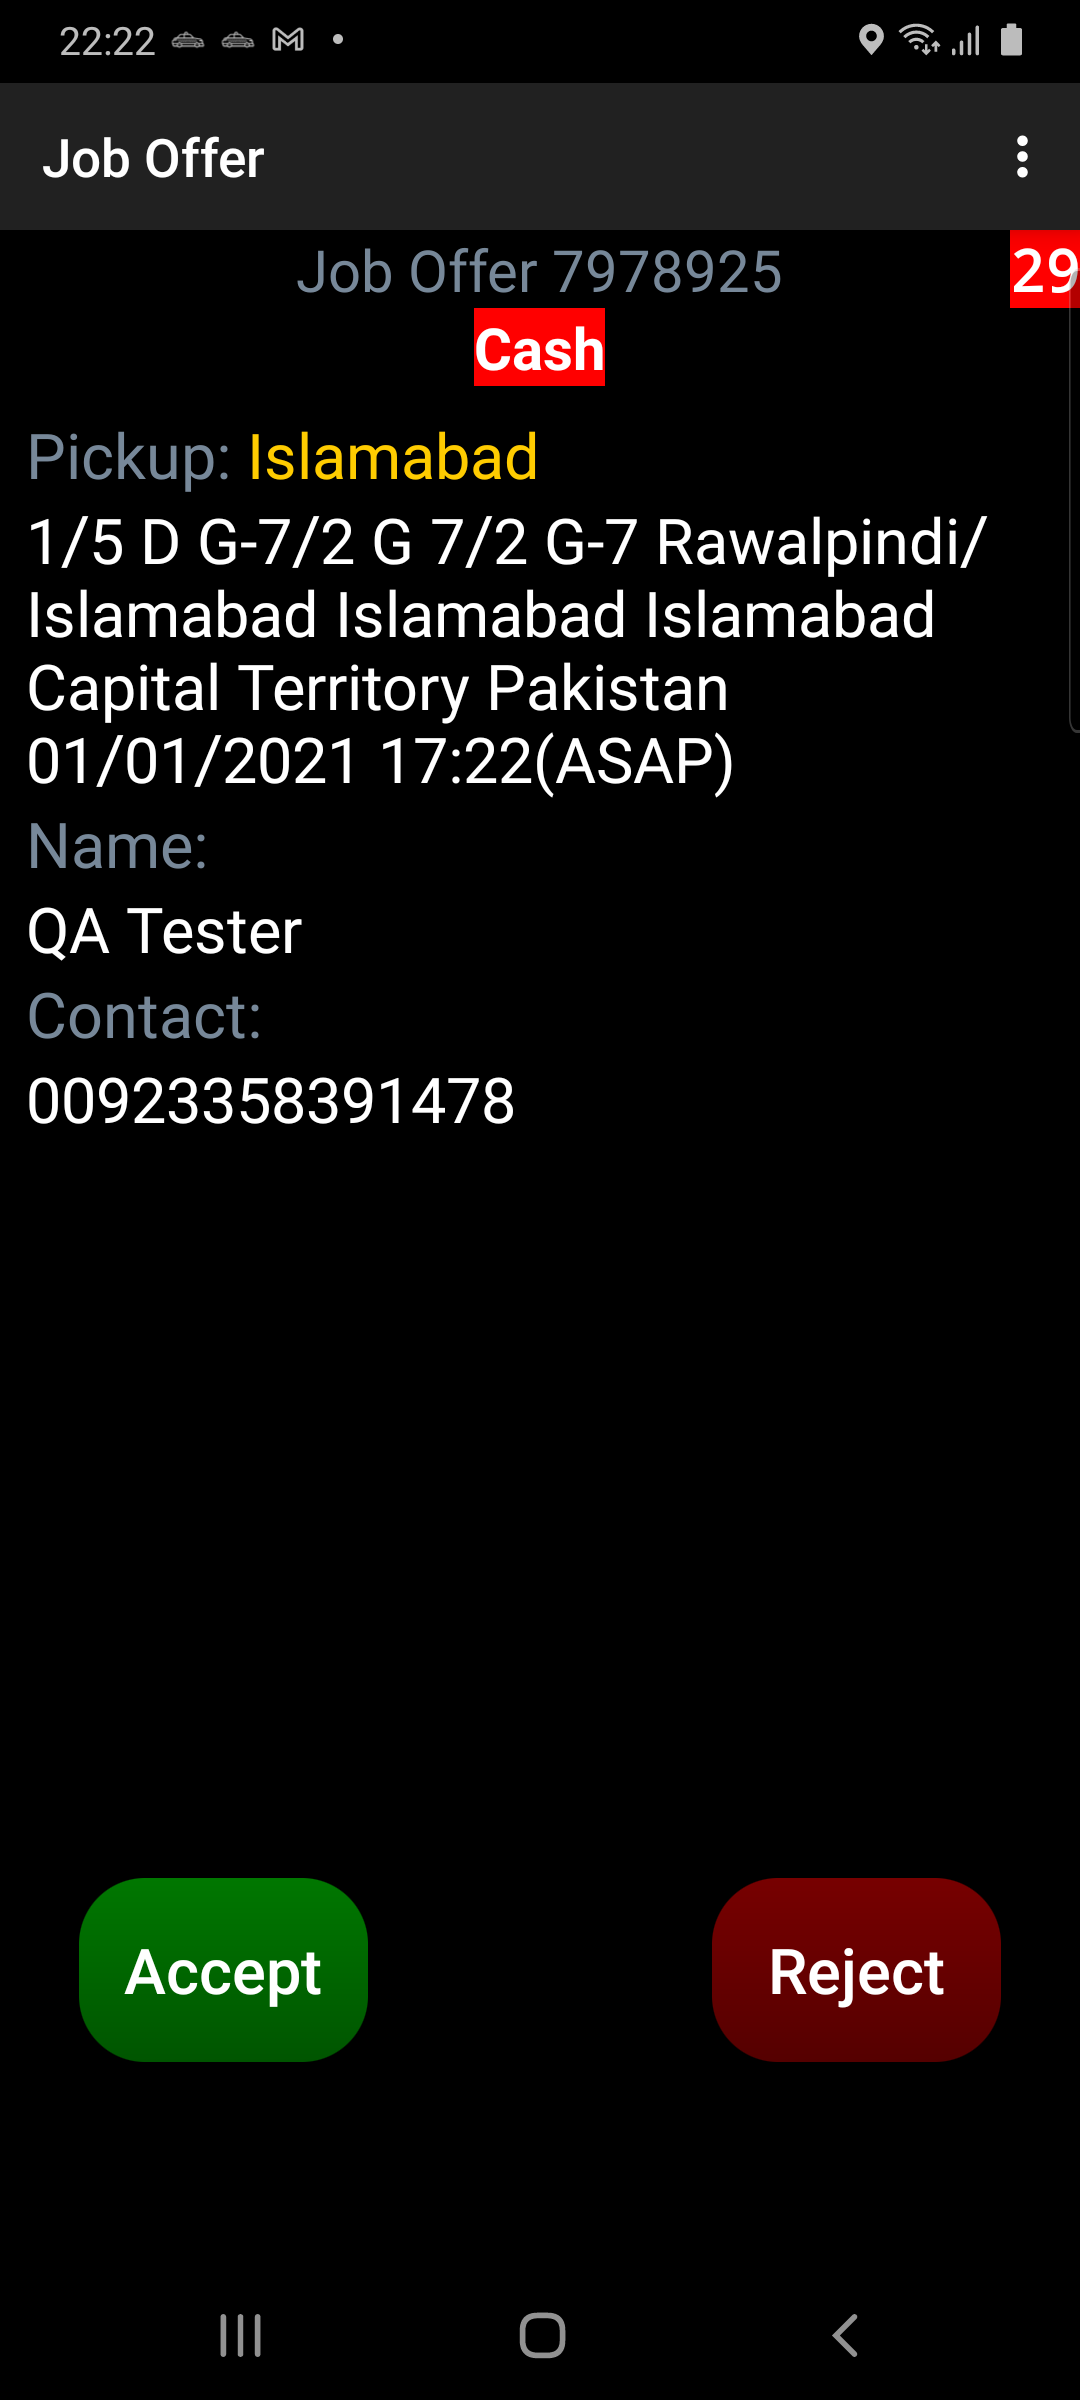 22:22
Job Offer
Job Offer 7978925
29
Cash
Pickup: Islamabad
1/5 D G-7/2 G 7/2 G-7 Rawalpindi/
Islamabad Islamabad Islamabad
Capital Territory Pakistan
01/01/2021 17:22(ASAP)
Name:
QA Tester
Contact:
00923358391478
Accept
Reject